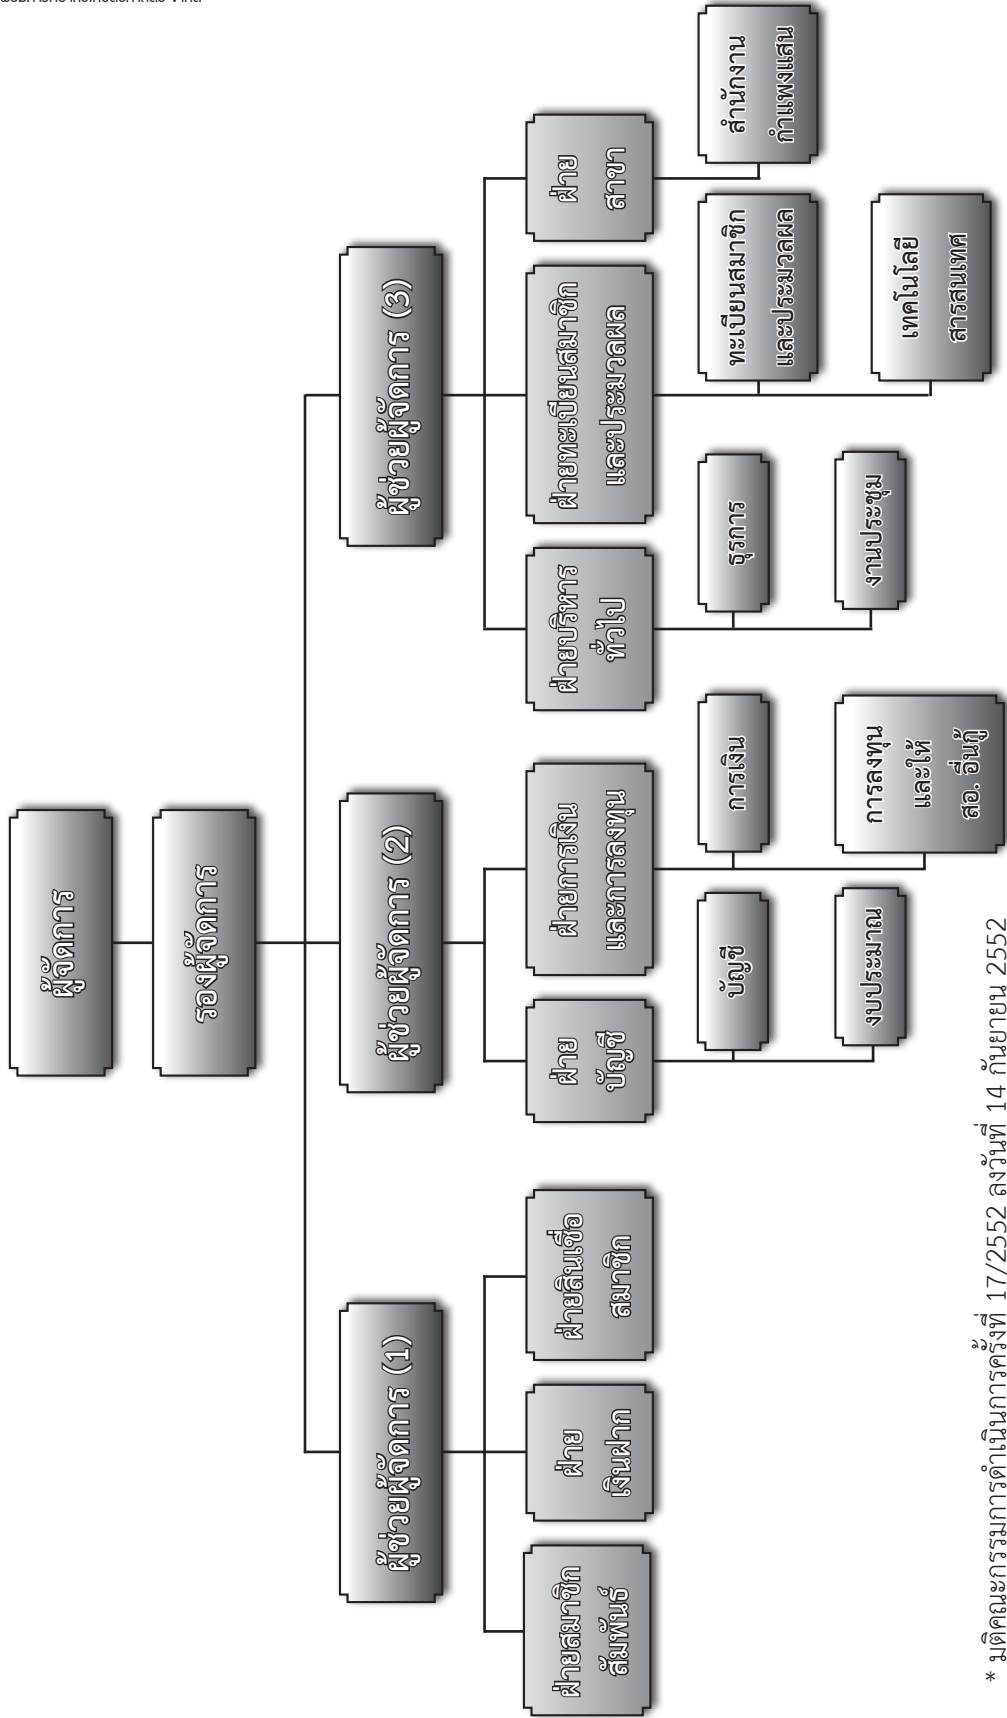 ผู้จัดการ
รองผู้จัดการ
ผู้ช่วยผู้จัดการ (1)
ผู้ช่วยผู้จัดการ (2)
ผู้ช่วยผู้จัดการ (3)
ฝ่ายสมาชิก
สัมพันธ์
ฝ่าย
เงินฝาก
ฝ่ายสินเชื่อ
สมาชิก
ฝ่าย
บัญชี
ฝ่ายการเงิน
และการลงทุน
ฝ่ายบริหาร
ทั่วไป
ฝ่ายทะเบียนสมาชิก
และประมวลผล
ฝ่าย
สาขา
บัญชี
งบประมาณ
การเงิน
การลงทุน
และให้
สอ. อื่นกู้
ธุรการ
งานประชุม
ทะเบียนสมาชิก
และประมวลผล
เทคโนโลยี
สารสนเทศ
สำนักงาน
กำแพงแสน
* มติคณะกรรมการดำเนินการครั้งที่ 17/2552 ลงวันที่ 14 กันยายน 2552